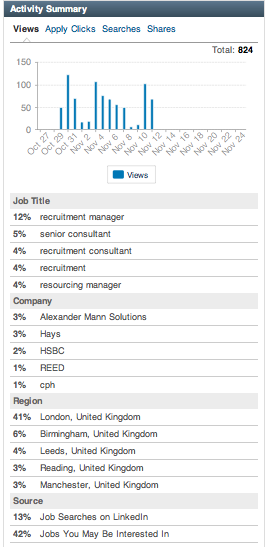 Activity Summary
Views Apply Clicks Searches Shares
Total: 824
150
100
50
0
Oct 27 Oct 29 Oct 31 Nov 2 Nov 4 Nov 6 Nov 8 Nov 10 Nov 12 Nov 14 Nov 16 Nov 18 Nov 20 Nov 22 Nov 24
Views
Job Title
12% recruitment manager
5% senior consultant
4% recruitment consultant
4% recruitment
4% resourcing manager
Company
3% Alexander Mann Solutions
3% Hays
2% HSBC
1% REED
1% cph
Region
41% London, United Kingdom
6% Birmingham, United Kingdom
4% Leeds, United Kingdom
3% Reading, United Kingdom
3% Manchester, United Kingdom
Source
13% Job Searches on LinkedIn
42% Jobs You May Be Interested In